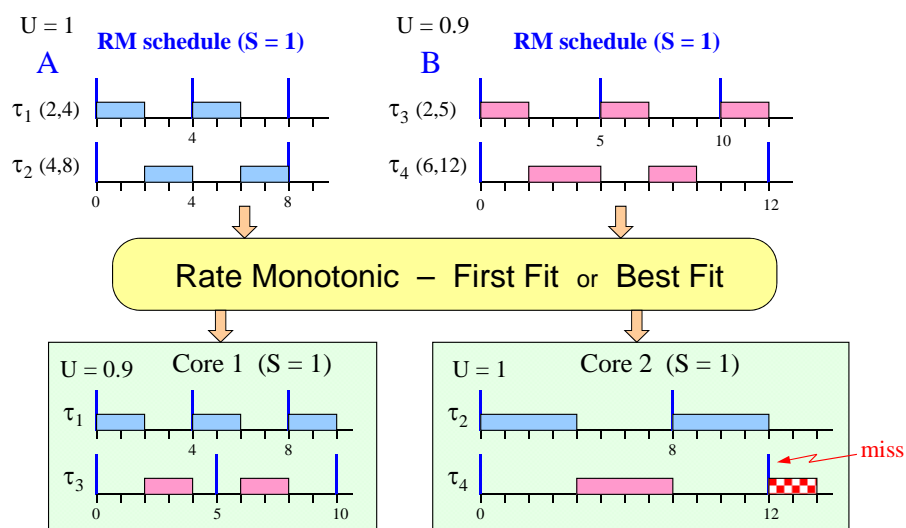 U = 1
RM schedule (S = 1)
A
τ1 (2,4)
4
τ2 (4,8)
0
4
8
U = 0.9
RM schedule (S = 1)
B
τ3 (2,5)
5
10
τ4 (6,12)
0
12
Rate Monotonic – First Fit or Best Fit
U = 0.9
Core 1 (S = 1)
τ1
4
8
τ3
0
5
10
U = 1
Core 2 (S = 1)
τ2
8
miss
τ4
0
12